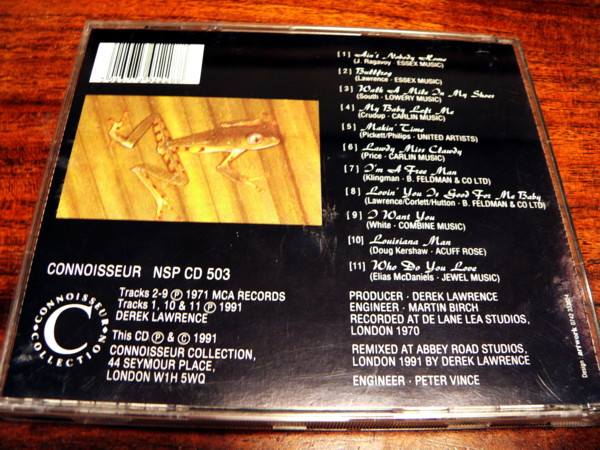 [1] Ain't Nobody Home
(J. Ragavoy - ESSEX MUSIC)
[2] Bullfrog
(Lawrence - ESSEX MUSIC)
[3] Walk A Mile In My Shoes
(South - LOWERY MUSIC)
[4] My Baby Left Me
(Crudup - CARLIN MUSIC)
[5] Makin' Time
(Pickett/Philips - UNITED ARTISTS)
[6] Lawdy Miss Clawdy
(Price - CARLIN MUSIC)
[7] I'm A Free Man
(Klingman - B. FELDMAN & CO LTD)
[8] Lovin' You Is Good For Me Baby
(Lawrence/Corlett/Hutton - B. FELDMAN & CO LTD)
[9] I Want You
(White - COMBINE MUSIC)
[10] Louisiana Man
(Doug Kershaw - ACUFF ROSE)
[11] Who Do You Love
(Elias McDaniels - JEWEL MUSIC)
PRODUCER - DEREK LAWRENCE
ENGINEER - MARTIN BIRCH
RECORDED AT DE LANE LEA STUDIOS,
LONDON 1970
REMIXED AT ABBEY ROAD STUDIOS,
LONDON 1991 BY DEREK LAWRENCE
ENGINEER - PETER VINCE
CONNOISSEUR NSP CD 503
Tracks 2-9 ℗ 1971 MCA RECORDS
Tracks 1, 10 & 11 ℗ 1991
DEREK LAWRENCE
This CD ℗ & © 1991
CONNOISSEUR COLLECTION,
44 SEYMOUR PLACE,
LONDON W1H 5WQ
CONNOISSEUR COLLECTION
C
Design artwork